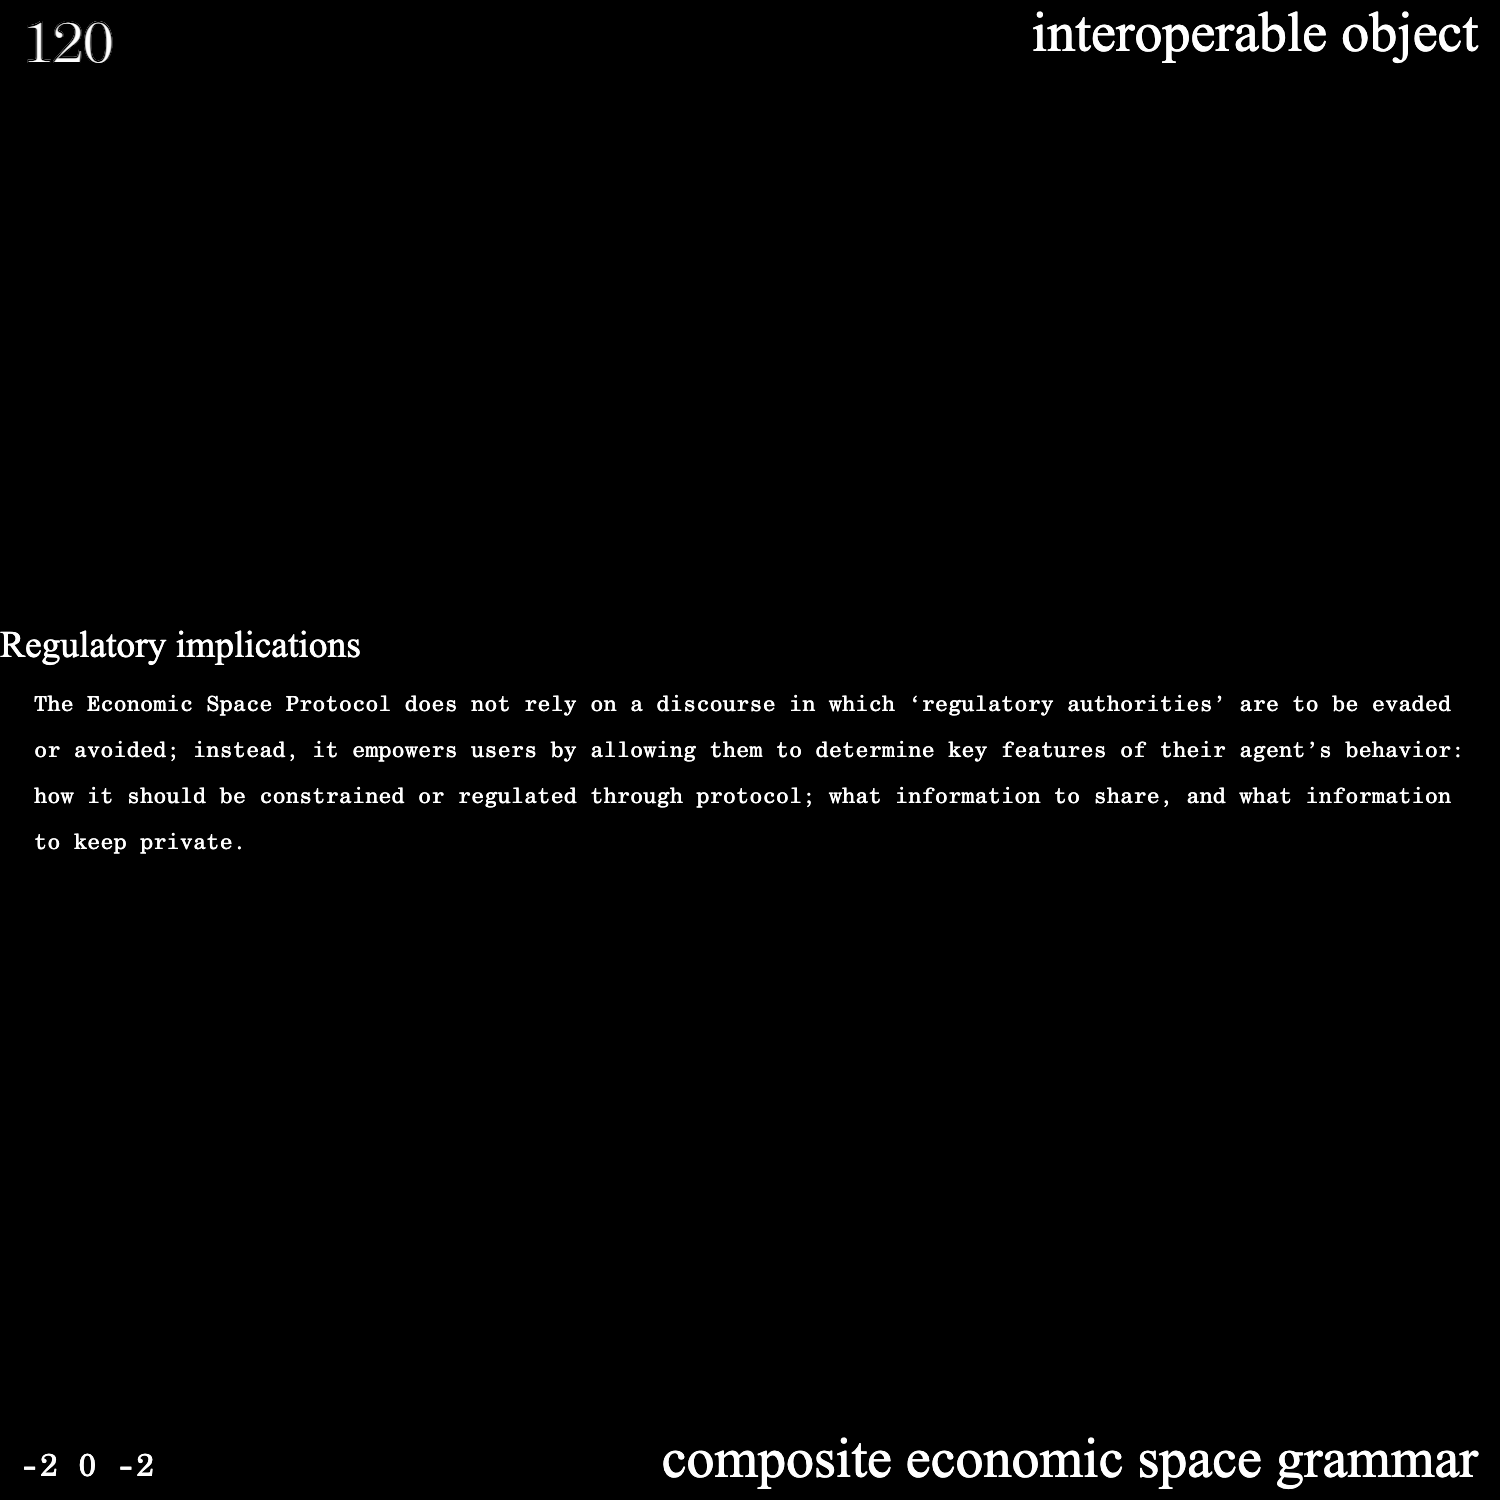 120
interoperable object
Regulatory implications
The Economic Space Protocol does not rely on a discourse in which ‘regulatory authorities’ are to be evaded
or avoided; instead, it empowers users by allowing them to determine key features of their agent’s behavior:
how it should be constrained or regulated through protocol; what information to share, and what information
to keep private.
-2 0 -2
composite economic space grammar